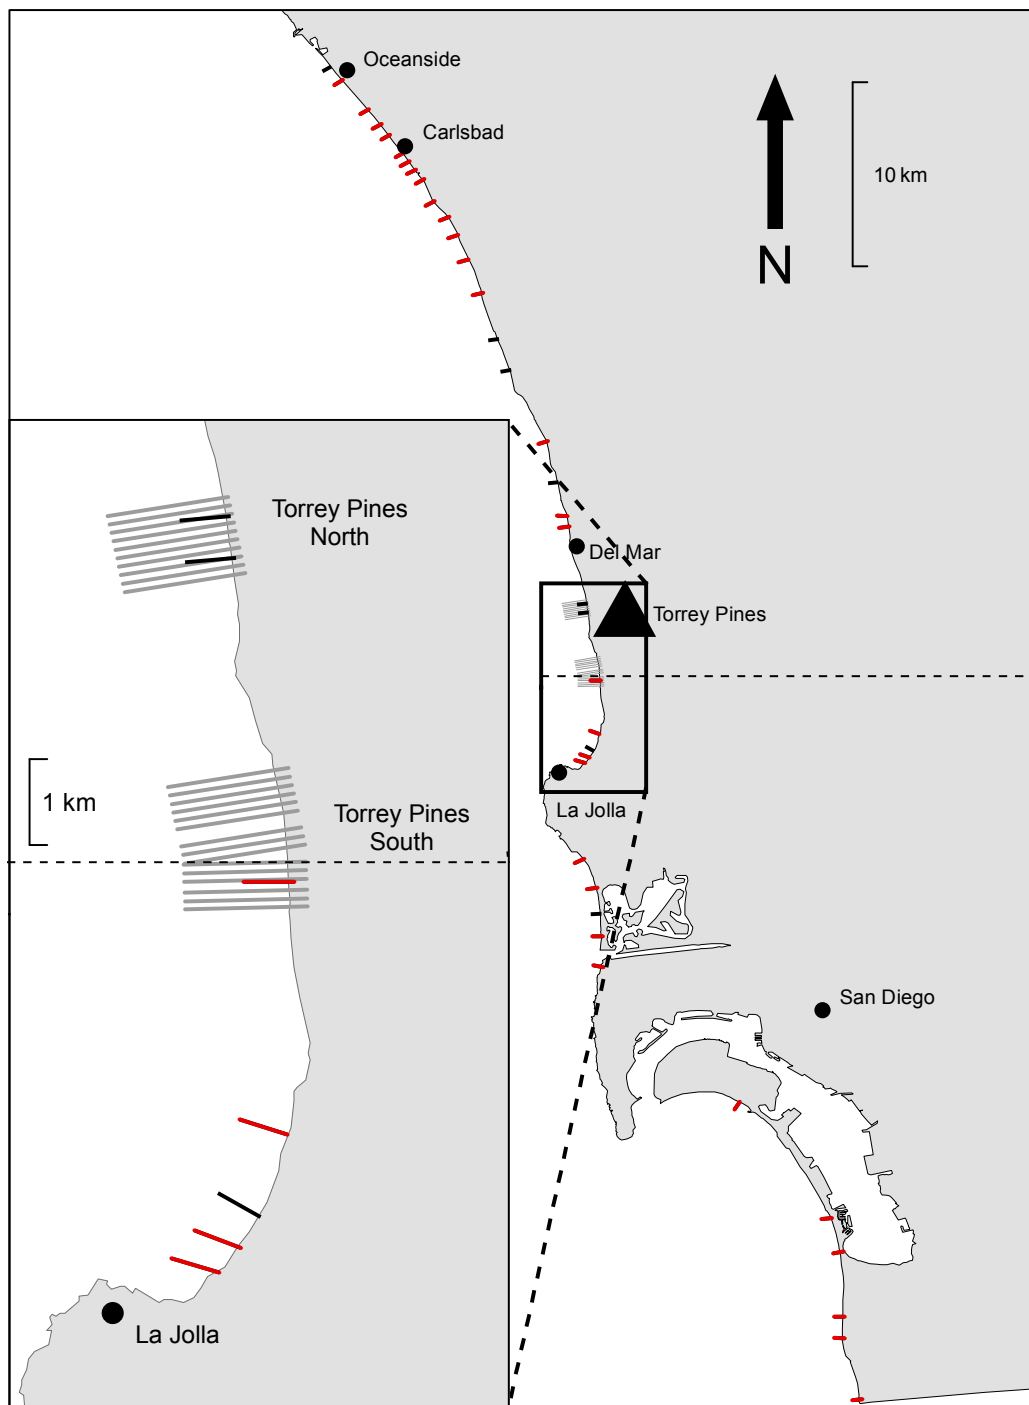 Oceanside
Carlsbad
10 km
N
Del Mar
Torrey Pines
La Jolla
San Diego
Torrey Pines
North
1 km
Torrey Pines
South
La Jolla